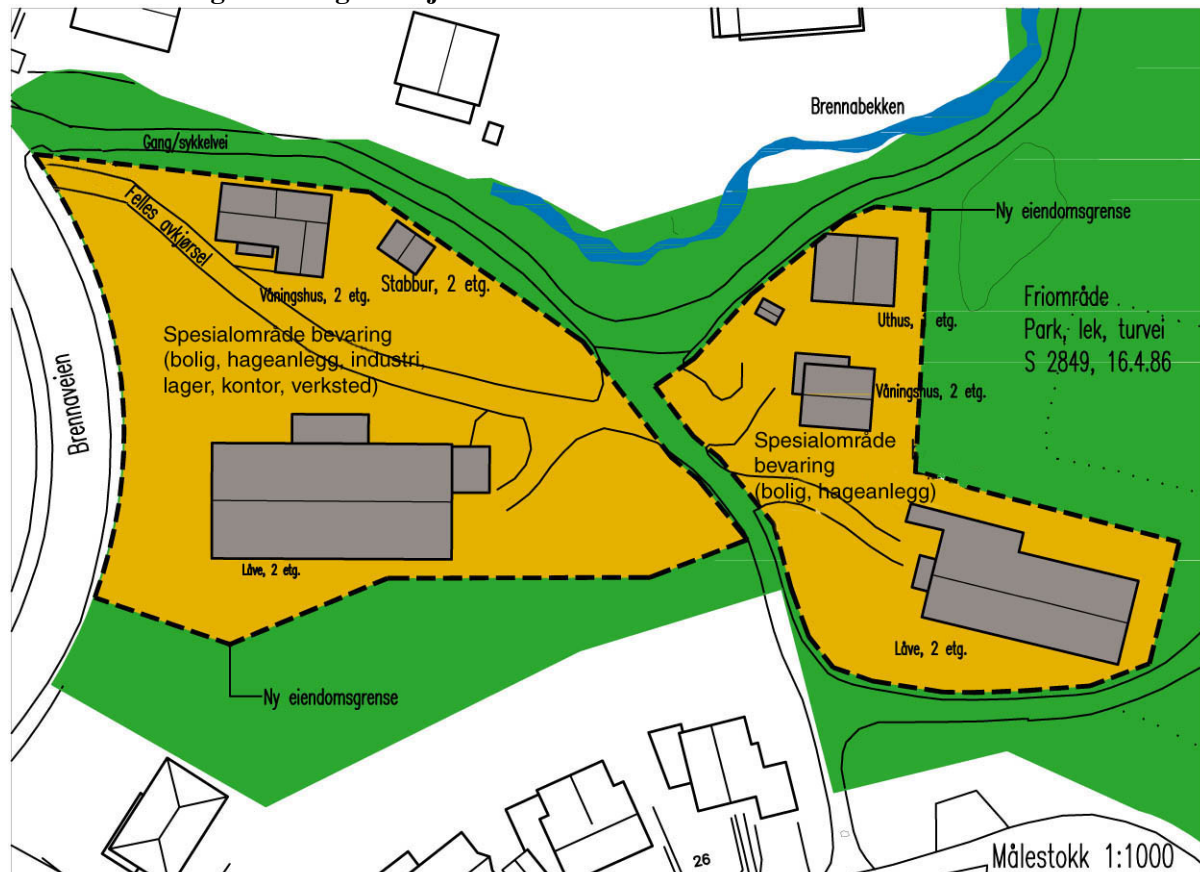 Brennabekken
Gang/sykkelvei
Felles avkjørsel
Ny eiendomsgrense
Våningshus, 2 etg.
Stabbur, 2 etg.
Friområde
Park, lek, turvei
S 2849, 16.4.86
Uthus, etg.
Spesialområde bevaring
(bolig, hageanlegg, industri,
lager, kontor, verksted)
Brennaveien
Våningshus, 2 etg.
Spesialområde
bevaring
(bolig, hageanlegg)
Låve, 2 etg.
Låve, 2 etg.
Ny eiendomsgrense
26
Målestokk 1:1000